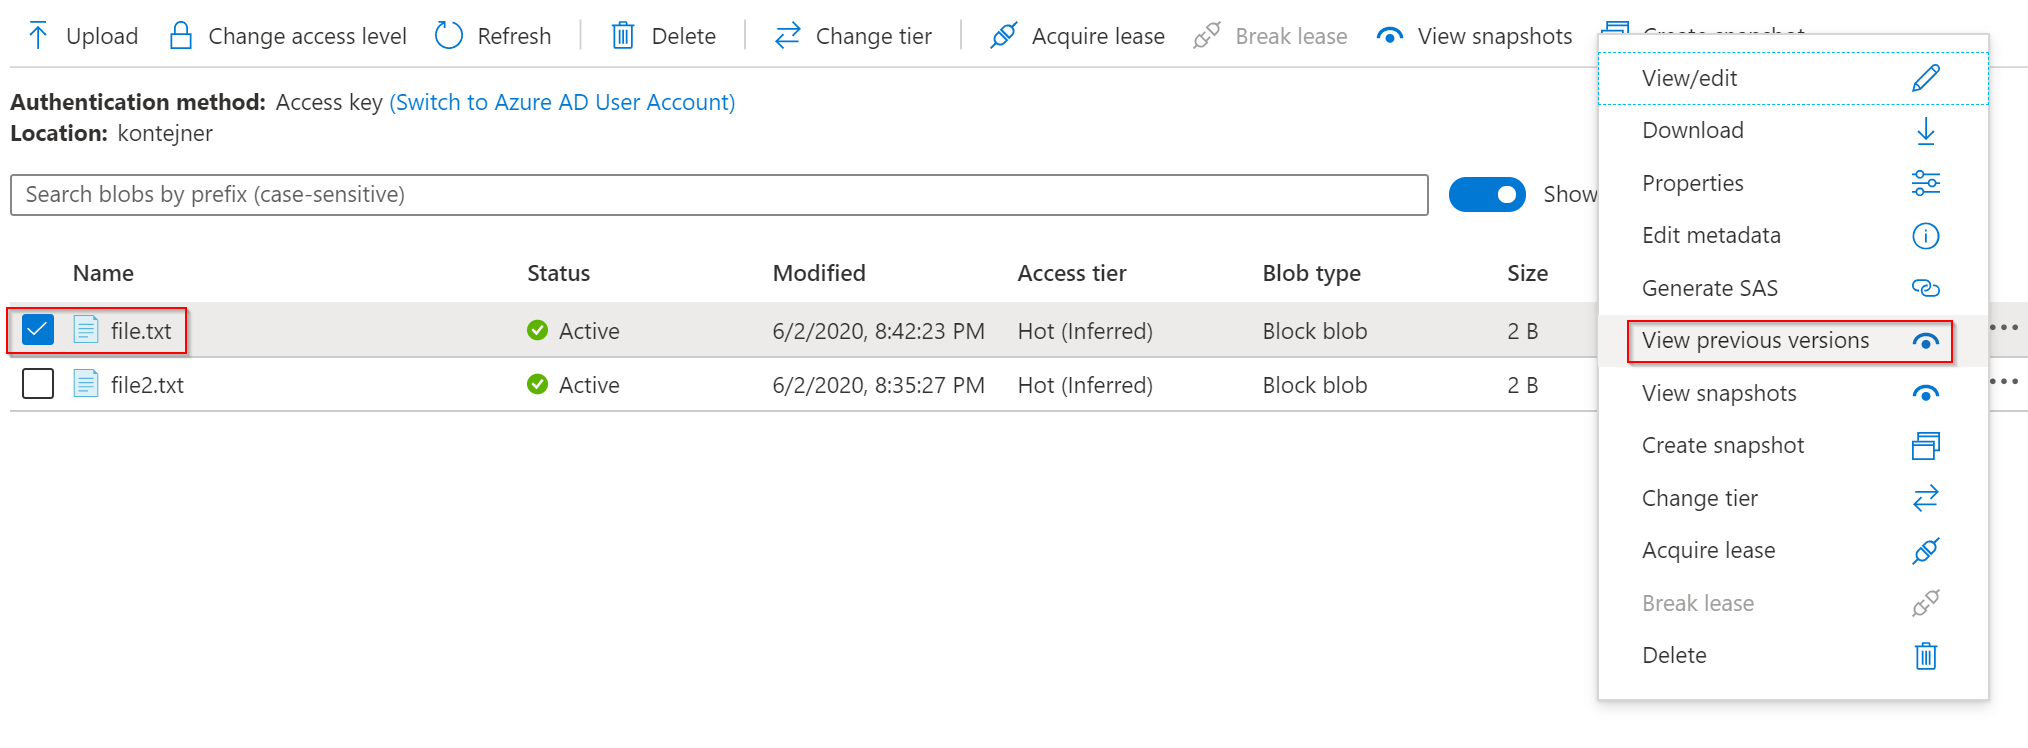 Upload Change access level Refresh Delete Change tier Acquire lease Break lease View snapshots Create snapshot
Authentication method: Access key (Switch to Azure AD User Account)
Location: kontejner
Search blobs by prefix (case-sensitive) Show
Name Status Modified Access tier Blob type Size
file.txt Active 6/2/2020, 8:42:23 PM Hot (Inferred) Block blob 2 B
file2.txt Active 6/2/2020, 8:35:27 PM Hot (Inferred) Block blob 2 B
View/edit
Download
Properties
Edit metadata
Generate SAS
View previous versions
View snapshots
Create snapshot
Change tier
Acquire lease
Break lease
Delete